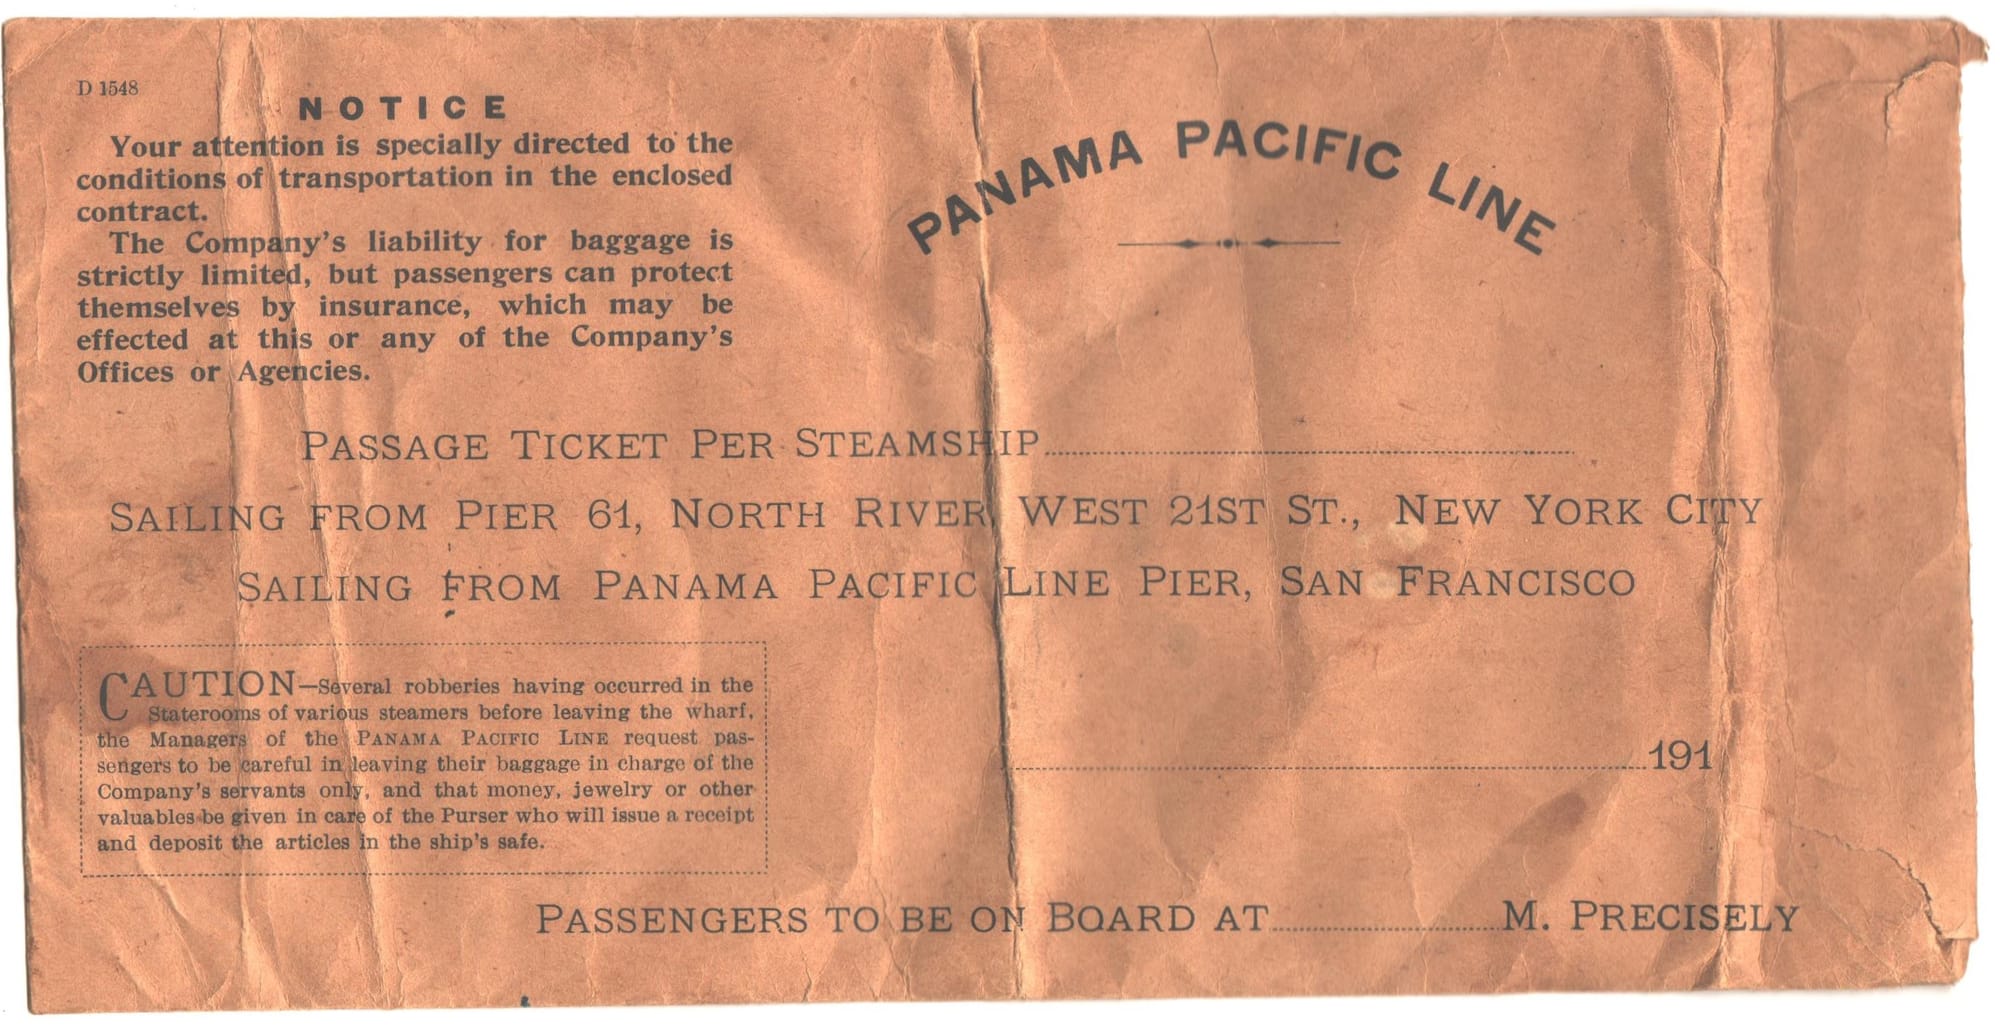 D 1548
NOTICE
Your attention is specially directed to the
conditions of transportation in the enclosed
contract.
The Company's liability for baggage is
strictly limited, but passengers can protect
themselves by insurance, which may be
effected at this or any of the Company's
Offices or Agencies.
PANAMA PACIFIC LINE
PASSAGE TICKET PER STEAMSHIP
SAILING FROM PIER 61, NORTH RIVER, WEST 21ST ST., NEW YORK CITY
SAILING FROM PANAMA PACIFIC LINE PIER, SAN FRANCISCO
CAUTION—Several robberies having occurred in the
Staterooms of various steamers before leaving the wharf,
the Managers of the PANAMA PACIFIC LINE request pas-
sengers to be careful in leaving their baggage in charge of the
Company's servants only, and that money, jewelry or other
valuables be given in care of the Purser who will issue a receipt
and deposit the articles in the ship's safe.
191
PASSENGERS TO BE ON BOARD AT M. PRECISELY